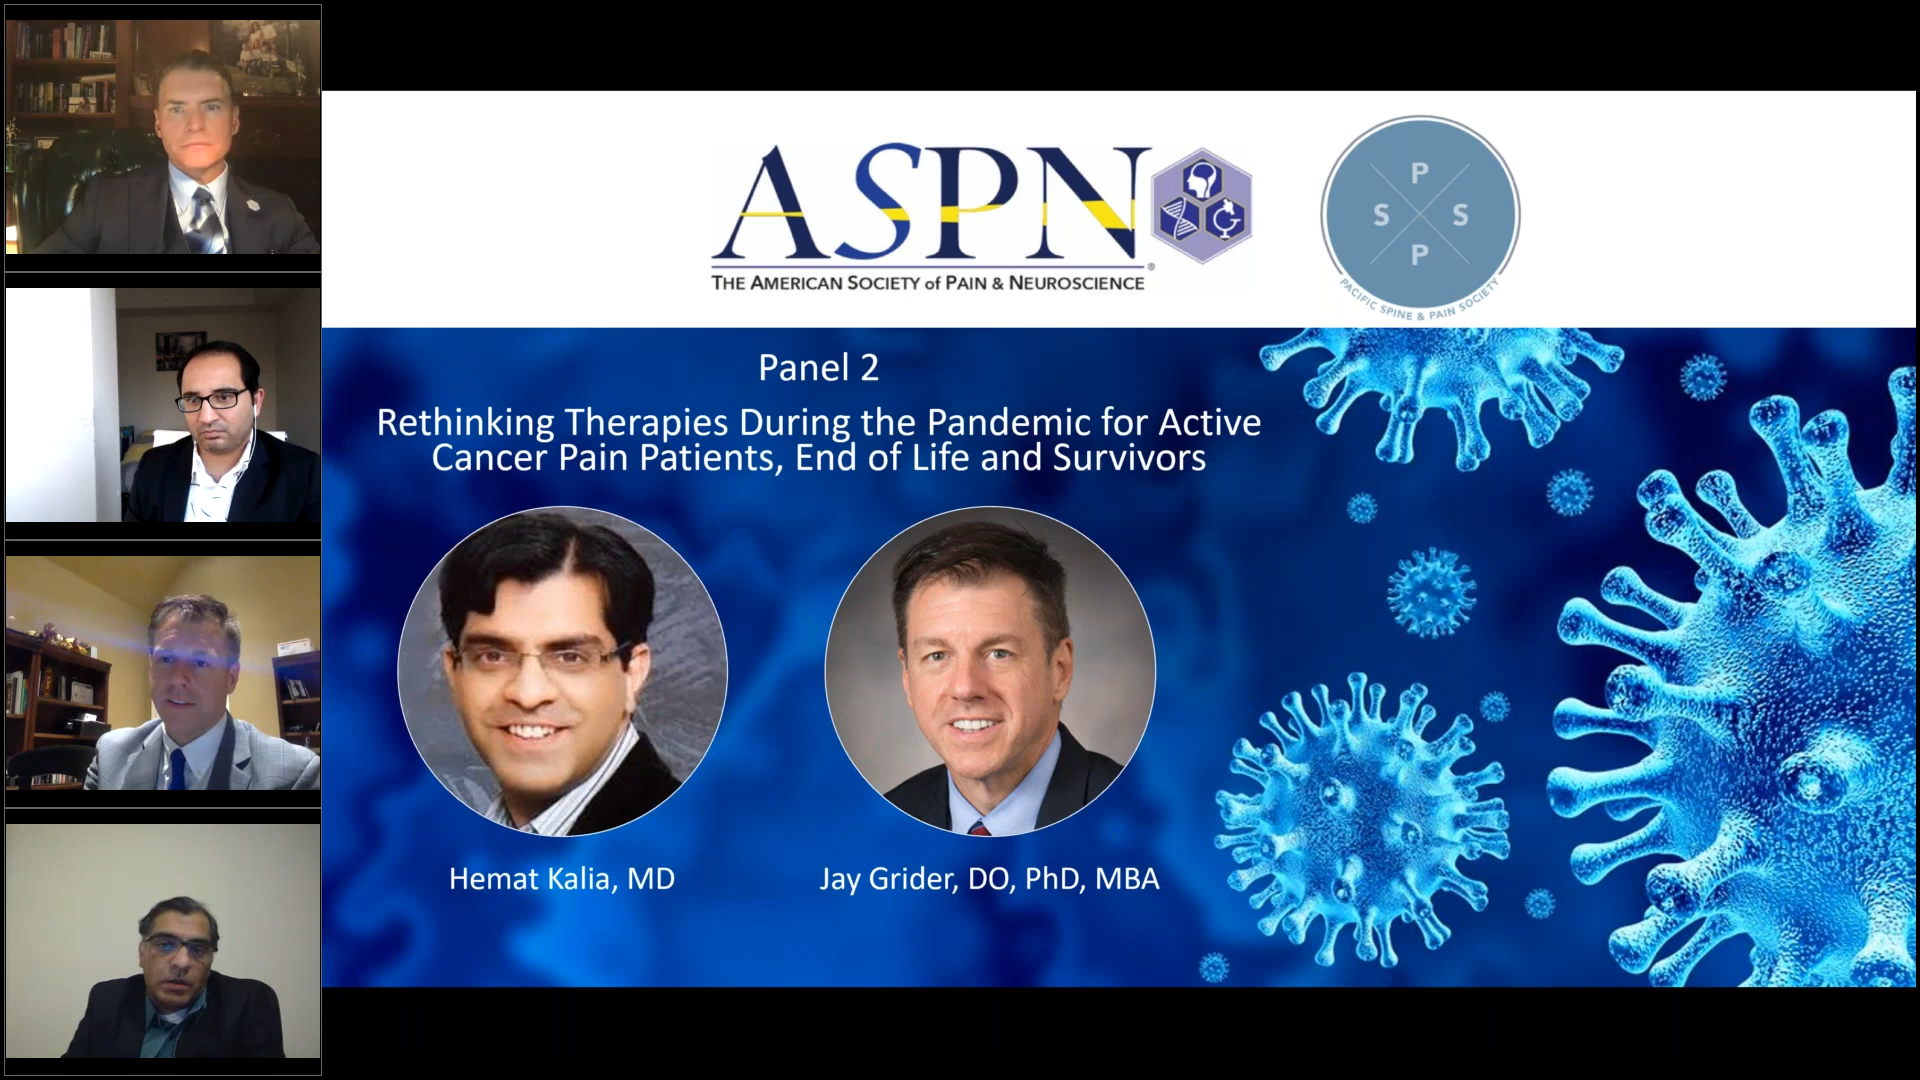 ASPN
®
THE AMERICAN SOCIETY of PAIN & NEUROSCIENCE
P
S S
P
PACIFIC SPINE & PAIN SOCIETY
Panel 2
Rethinking Therapies During the Pandemic for Active
Cancer Pain Patients, End of Life and Survivors
Hemat Kalia, MD
Jay Grider, DO, PhD, MBA